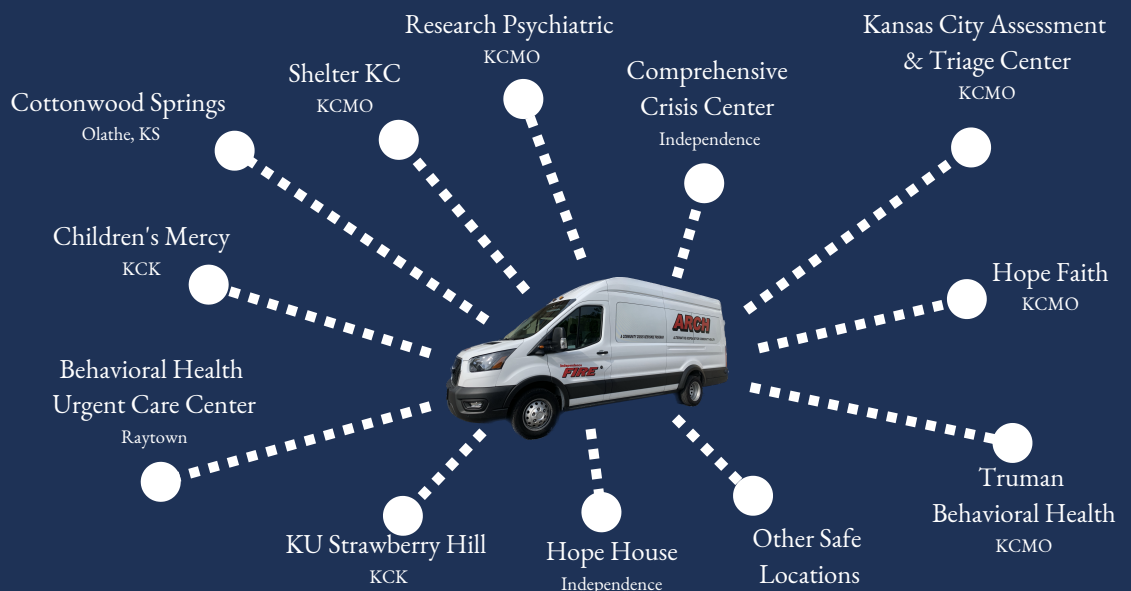 Research Psychiatric
KCMO
Kansas City Assessment
& Triage Center
KCMO
Shelter KC
KCMO
Comprehensive
Crisis Center
Independence
Cottonwood Springs
Olathe, KS
Children's Mercy
KCK
Hope Faith
KCMO
ARCH
FIRE
Behavioral Health
Urgent Care Center
Raytown
Truman
Behavioral Health
KCMO
KU Strawberry Hill
KCK
Hope House
Independence
Other Safe
Locations